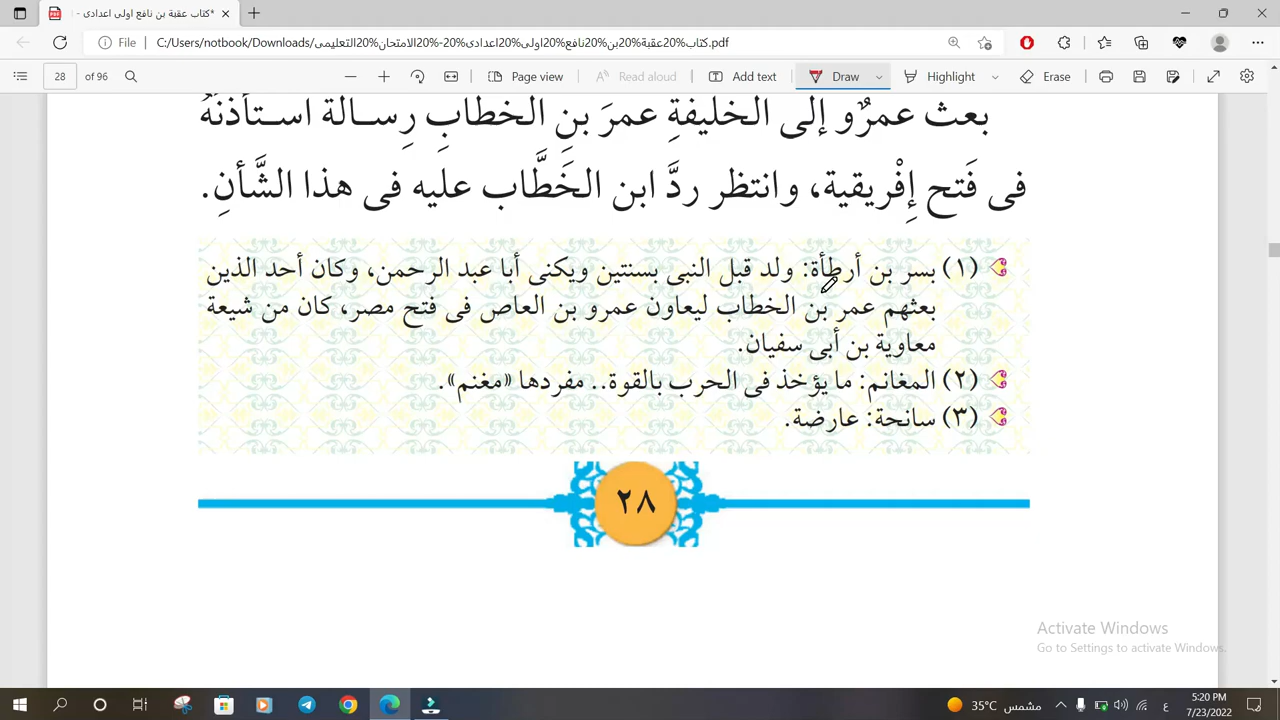 *كتاب عقبة بن نافع اولى اعدادى -
File
C:/Users/notbook/Downloads/كتاب%20عقبة%20بن%20نافع%20اولى%20اعدادى%20-%20الامتحان%20التعليمى.pdf
28 of 96
Page view
Read aloud
Add text
Draw
Highlight
Erase
بعث عمرٌو إلى الخليفةِ عمرَ بنِ الخطابِ رِسـالة اسـتأذنَهُ
فى فَتح إِفْريقية، وانتظر ردَّ ابن الخَطَّاب عليه فى هذا الشَّأنِ.
(١) بسر بن أرطأة: ولد قبل النبى بسنتين ويكنى أبا عبد الرحمن، وكان أحد الذين
بعثهم عمر بن الخطاب ليعاون عمرو بن العاص فى فتح مصر، كان من شيعة
معاوية بن أبى سفيان.
(٢) المغانم: ما يؤخذ فى الحرب بالقوة.. مفردها «مغنم».
(٣) سانحة: عارضة.
٢٨
Activate Windows
Go to Settings to activate Windows.
35°C مشمس
ع
5:20 PM
7/23/2022